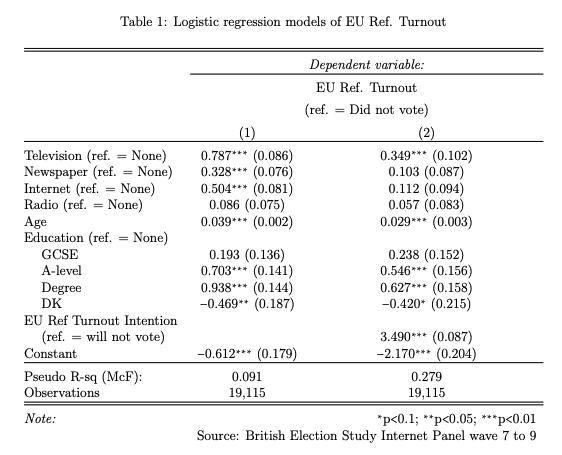 Table 1: Logistic regression models of EU Ref. Turnout
Dependent variable:
EU Ref. Turnout
(ref. = Did not vote)
(1) (2)
Television (ref. = None) 0.787*** (0.086) 0.349*** (0.102)
Newspaper (ref. = None) 0.328*** (0.076) 0.103 (0.087)
Internet (ref. = None) 0.504*** (0.081) 0.112 (0.094)
Radio (ref. = None) 0.086 (0.075) 0.057 (0.083)
Age 0.039*** (0.002) 0.029*** (0.003)
Education (ref. = None)
GCSE 0.193 (0.136) 0.238 (0.152)
A-level 0.703*** (0.141) 0.546*** (0.156)
Degree 0.938*** (0.144) 0.627*** (0.158)
DK −0.469** (0.187) −0.420* (0.215)
EU Ref Turnout Intention
(ref. = will not vote) 3.490*** (0.087)
Constant −0.612*** (0.179) −2.170*** (0.204)
Pseudo R-sq (McF): 0.091 0.279
Observations 19,115 19,115
Note: *p<0.1; **p<0.05; ***p<0.01
Source: British Election Study Internet Panel wave 7 to 9